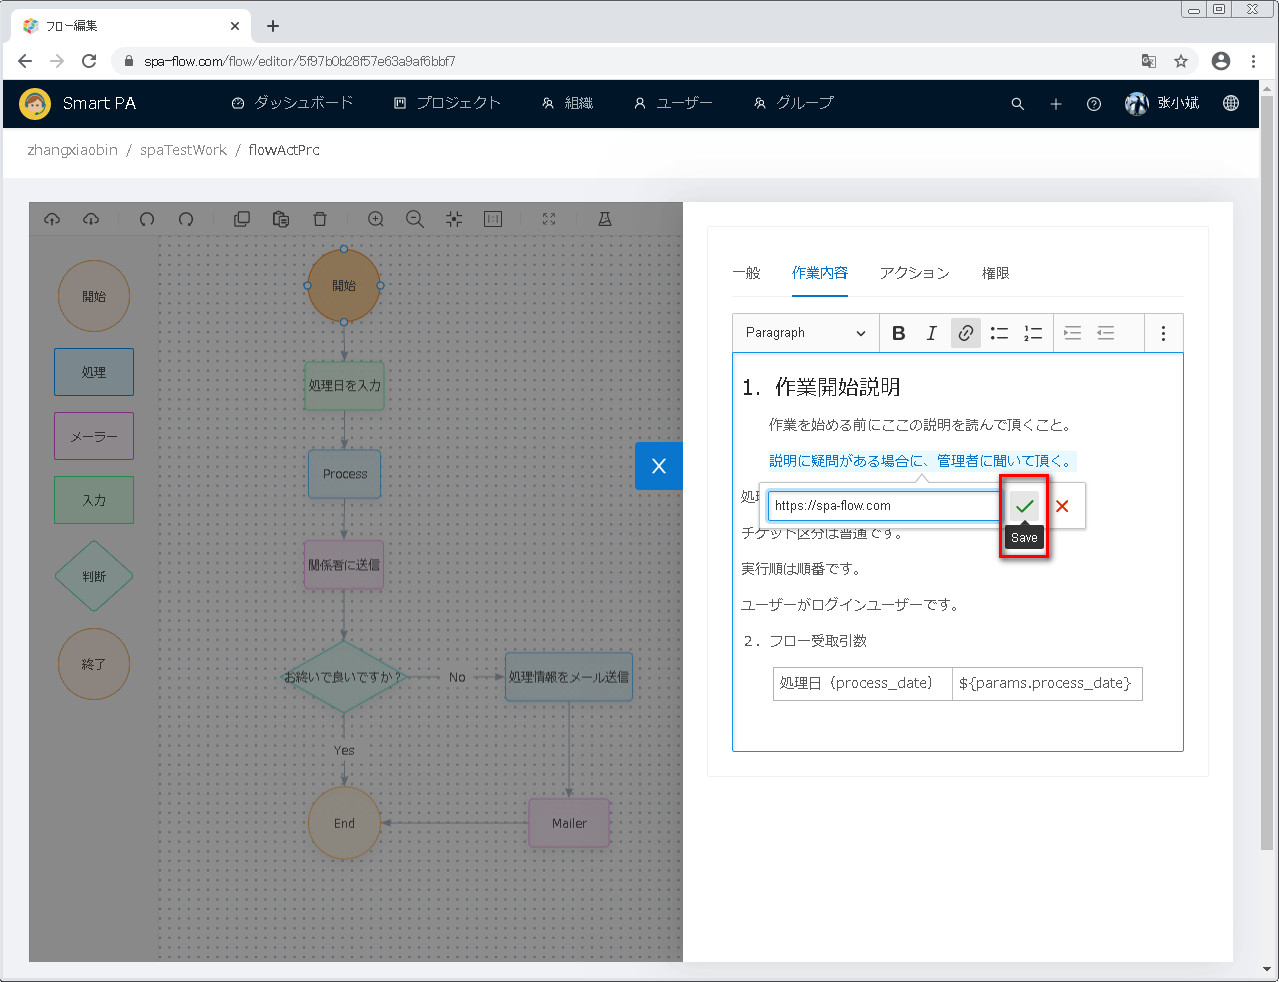 フロー編集
spa-flow.com/flow/editor/5f97b0b28f57e63a9af6bbf7
Smart PA
ダッシュボード
プロジェクト
組織
ユーザー
グループ
张小斌
zhangxiaobin / spaTestWork / flowActPrc
開始
処理
メーラー
入力
判断
終了
開始
処理日を入力
Process
関係者に送信
お終いで良いですか？
No
処理情報をメール送信
Yes
End
Mailer
X
一般
作業内容
アクション
権限
Paragraph
B
I
1. 作業開始説明
作業を始める前にここの説明を読んで頂くこと。
説明に疑問がある場合に、管理者に聞いて頂く。
処
https://spa-flow.com
Save
チケット区分は普通です。
実行順は順番です。
ユーザーがログインユーザーです。
２．フロー受取引数
処理日（process_date）
${params.process_date}